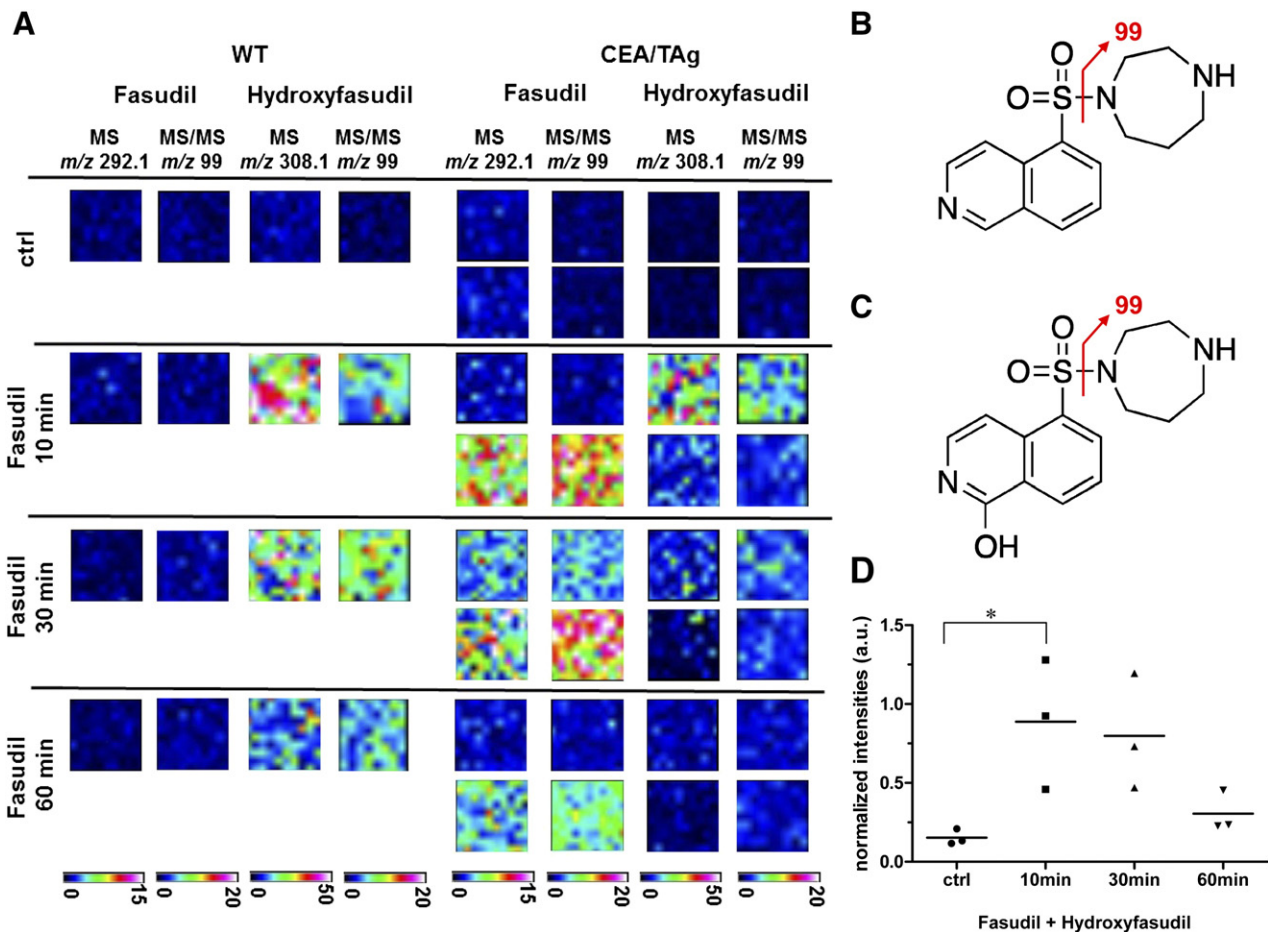 A
WT
CEA/TAg
Fasudil
Hydroxyfasudil
Fasudil
Hydroxyfasudil
MS
m/z 292.1
MS/MS
m/z 99
MS
m/z 308.1
MS/MS
m/z 99
MS
m/z 292.1
MS/MS
m/z 99
MS
m/z 308.1
MS/MS
m/z 99
ctrl
Fasudil
10 min
Fasudil
30 min
Fasudil
60 min
0 15
0 20
0 50
0 20
0 15
0 20
0 50
0 20
B
99
O
O=S
N
NH
N
C
99
O
O=S
N
NH
N
OH
D
normalized intensities (a.u.)
1.5
1.0
0.5
0.0
*
ctrl 10min 30min 60min
Fasudil + Hydroxyfasudil